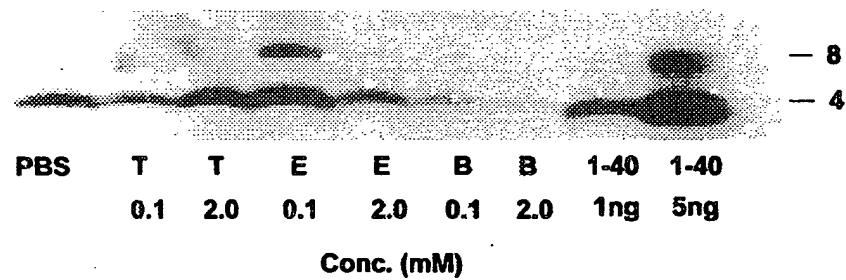 — 8
— 4
PBS T T E E B B 1-40 1-40
0.1 2.0 0.1 2.0 0.1 2.0 1ng 5ng
Conc. (mM)